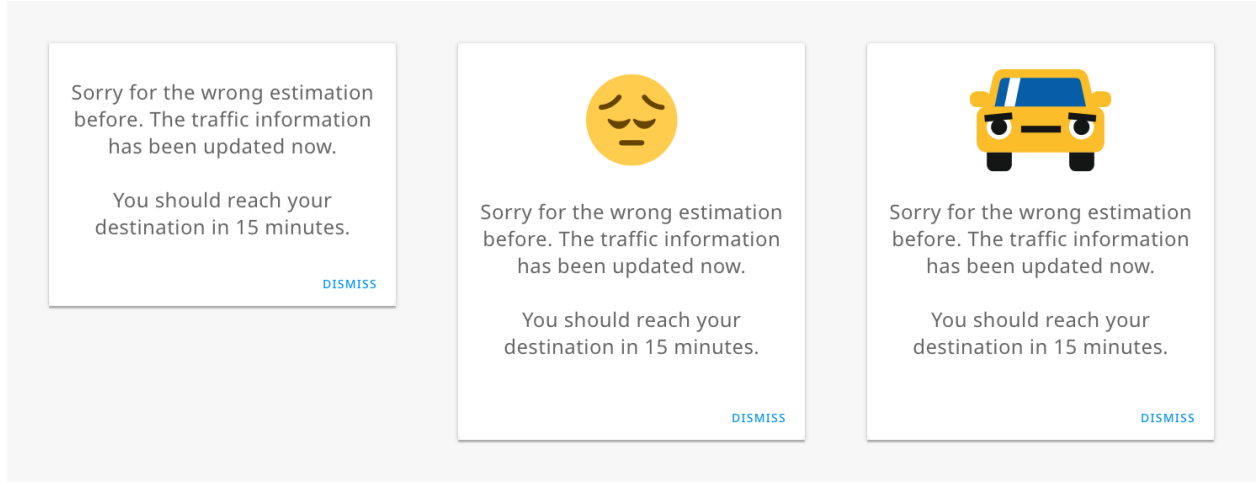 Sorry for the wrong estimation
before. The traffic information
has been updated now.
You should reach your
destination in 15 minutes.
DISMISS
Sorry for the wrong estimation
before. The traffic information
has been updated now.
You should reach your
destination in 15 minutes.
DISMISS
Sorry for the wrong estimation
before. The traffic information
has been updated now.
You should reach your
destination in 15 minutes.
DISMISS